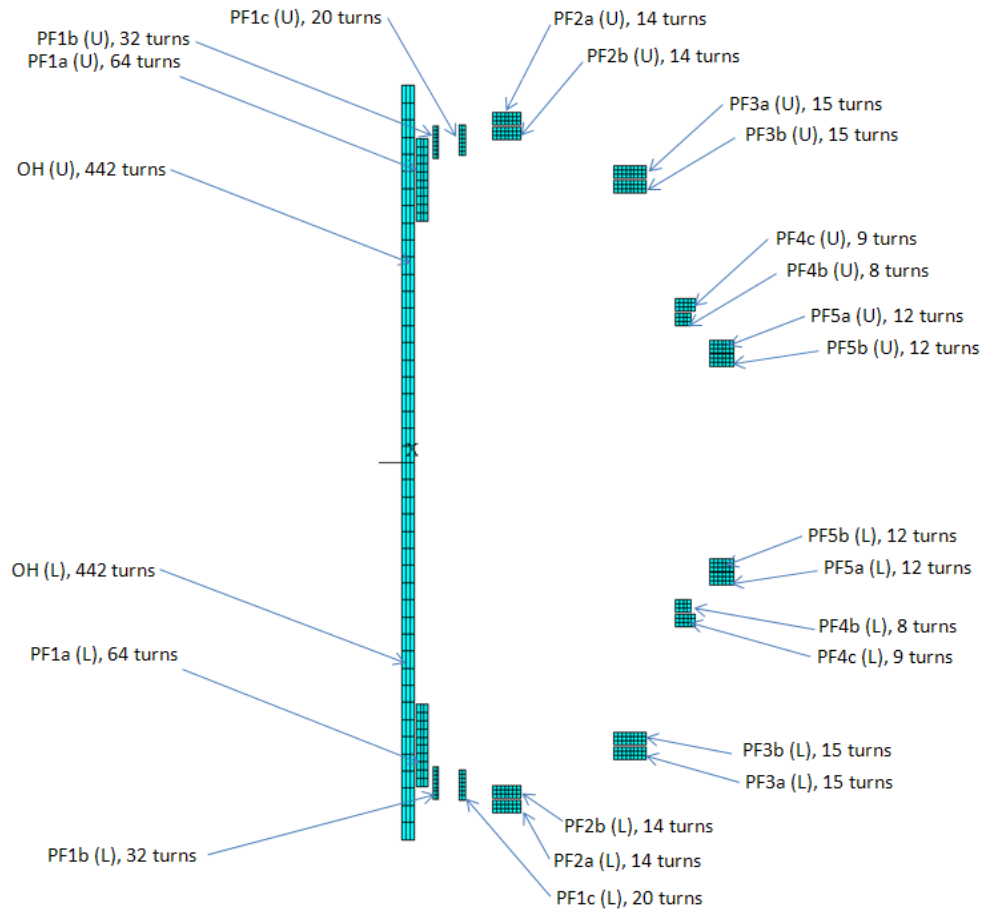 PF1c (U), 20 turns
PF2a (U), 14 turns
PF1b (U), 32 turns
PF2b (U), 14 turns
PF1a (U), 64 turns
PF3a (U), 15 turns
PF3b (U), 15 turns
OH (U), 442 turns
PF4c (U), 9 turns
PF4b (U), 8 turns
PF5a (U), 12 turns
PF5b (U), 12 turns
X
PF5b (L), 12 turns
PF5a (L), 12 turns
OH (L), 442 turns
PF4b (L), 8 turns
PF4c (L), 9 turns
PF1a (L), 64 turns
PF3b (L), 15 turns
PF3a (L), 15 turns
PF2b (L), 14 turns
PF1b (L), 32 turns
PF2a (L), 14 turns
PF1c (L), 20 turns